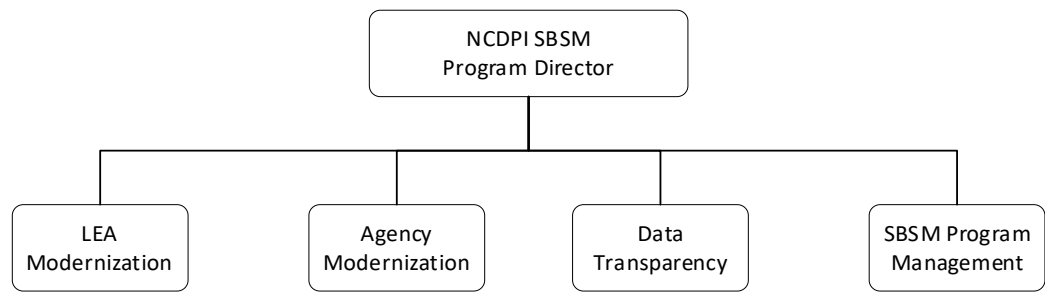 NCDPI SBSM
Program Director
LEA
Modernization
Agency
Modernization
Data
Transparency
SBSM Program
Management